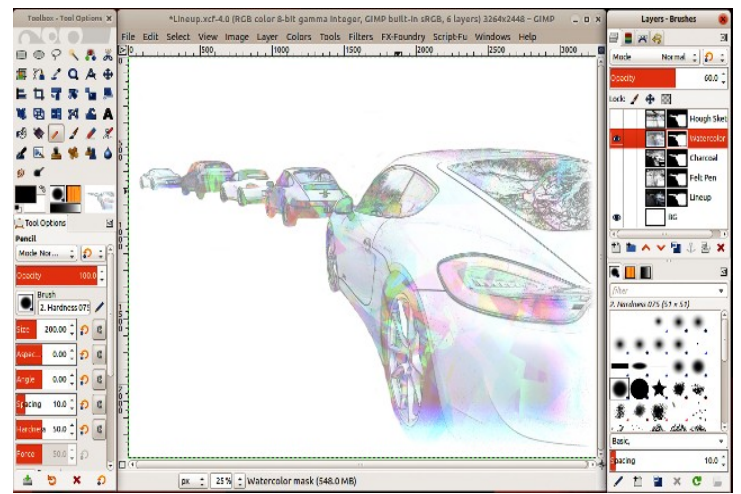 Toolbox - Tool Options
*Lineup.xcf-4.0 (RGB color 8-bit gamma integer, GIMP built-in sRGB, 6 layers) 3264x2448 – GIMP
Layers - Brushes
File Edit Select View Image Layer Colors Tools Filters FX-Foundry Script-Fu Windows Help
0 500 1000 1500 2000 2500 3000
Mode Normal
Opacity 60.0
Lock:
Hough Sket
Watercolor
Charcoal
Felt Pen
Lineup
BG
Tool Options
Pencil
Mode Nor...
Opacity 100.0
Brush
2. Hardness 075
Size 200.00
Aspec... 0.00
Angle 0.00
Spacing 10.0
Hardness 50.0
Force 50.0
filter
2. Hardness 075 (51 × 51)
Basic,
Spacing 10.0
px 25% Watercolor mask (548.0 MB)